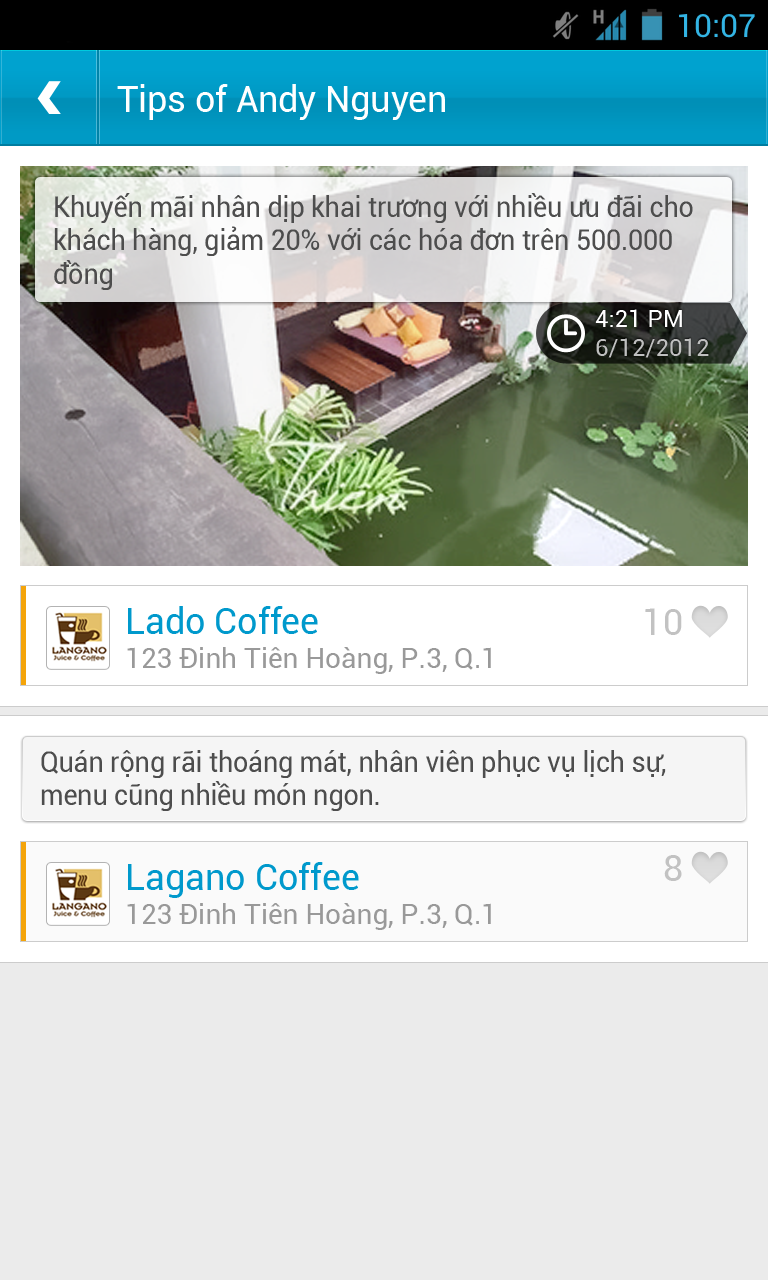 H
10:07
Tips of Andy Nguyen
Khuyến mãi nhân dịp khai trương với nhiều ưu đãi cho
khách hàng, giảm 20% với các hóa đơn trên 500.000
đồng
4:21 PM
6/12/2012
Thiên
Lado Coffee
10
LANGANO
Juice & Coffee
123 Đinh Tiên Hoàng, P.3, Q.1
Quán rộng rãi thoáng mát, nhân viên phục vụ lịch sự,
menu cũng nhiều món ngon.
Lagano Coffee
8
LANGANO
Juice & Coffee
123 Đinh Tiên Hoàng, P.3, Q.1